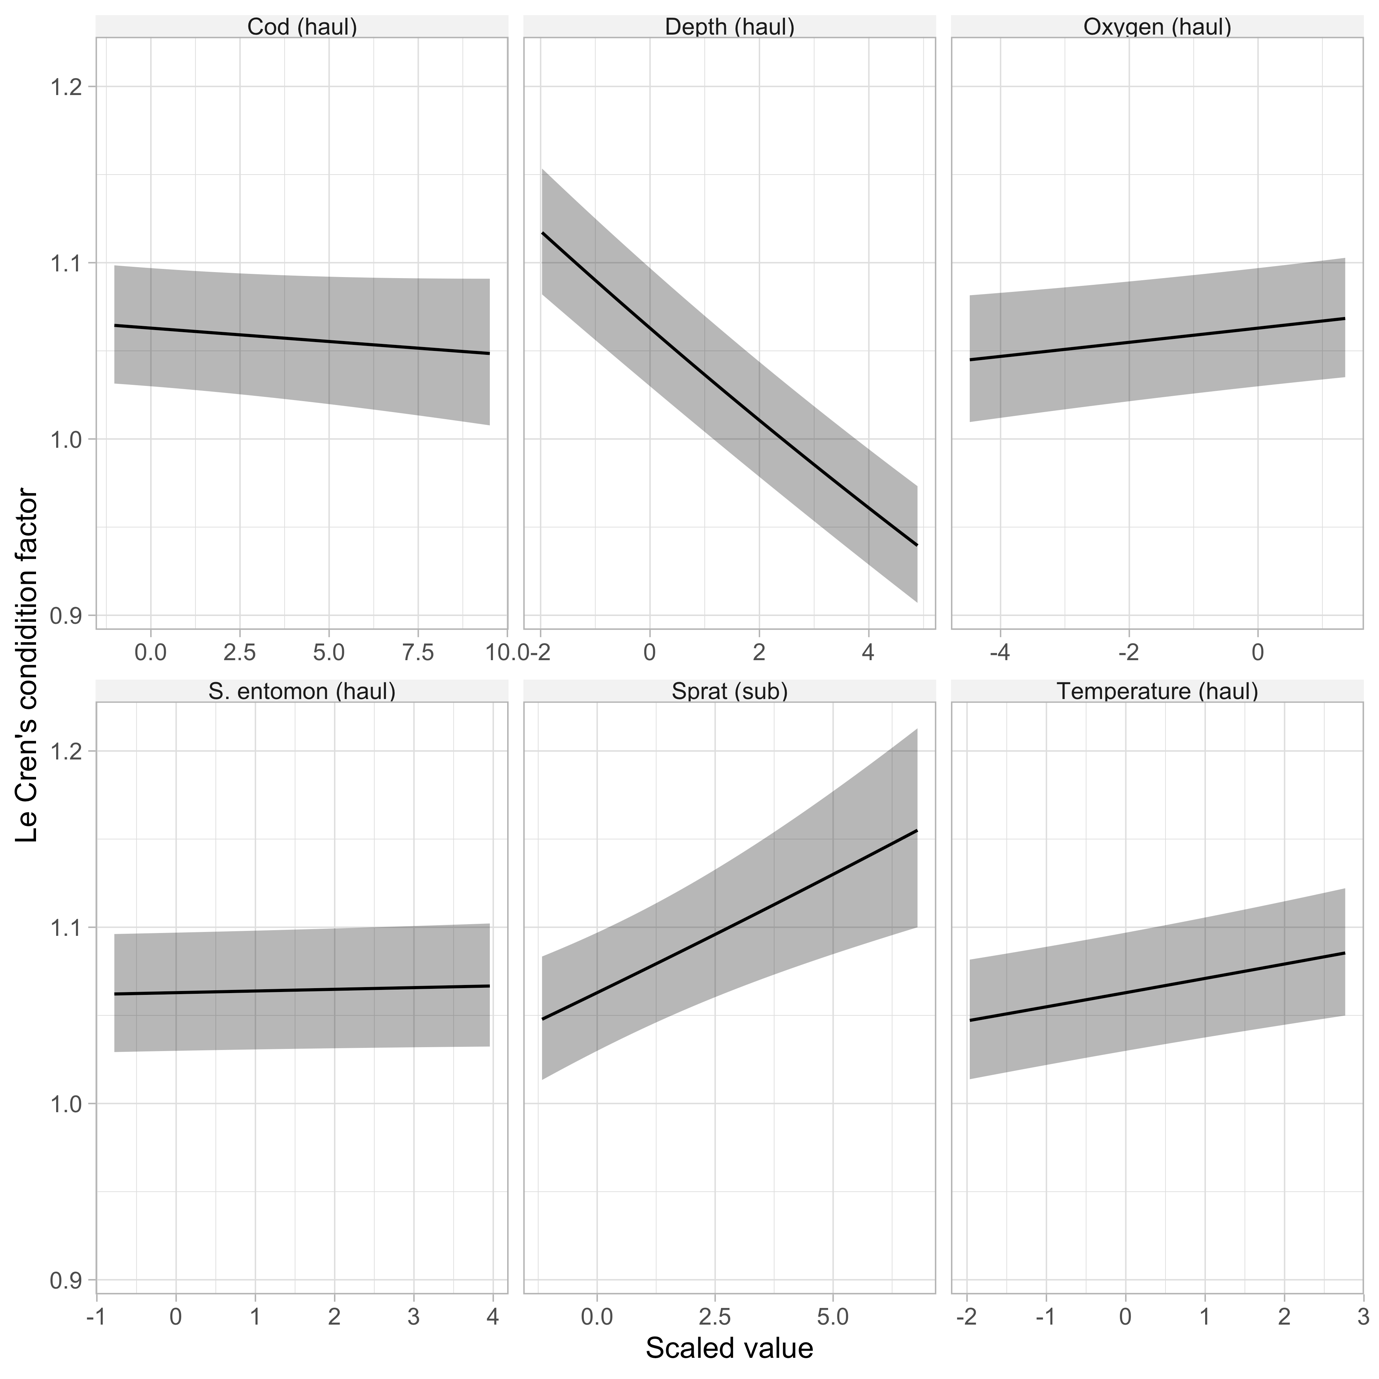 Cod (haul) Depth (haul) Oxygen (haul)
1.2
1.1
1.0
0.9
0.0 2.5 5.0 7.5 10.0 -2 0 2 4 -4 -2 0
S. entomon (haul) Sprat (sub) Temperature (haul)
1.2
1.1
1.0
0.9
-1 0 1 2 3 4 0.0 2.5 5.0 -2 -1 0 1 2 3
Scaled value
Le Cren's condidition factor